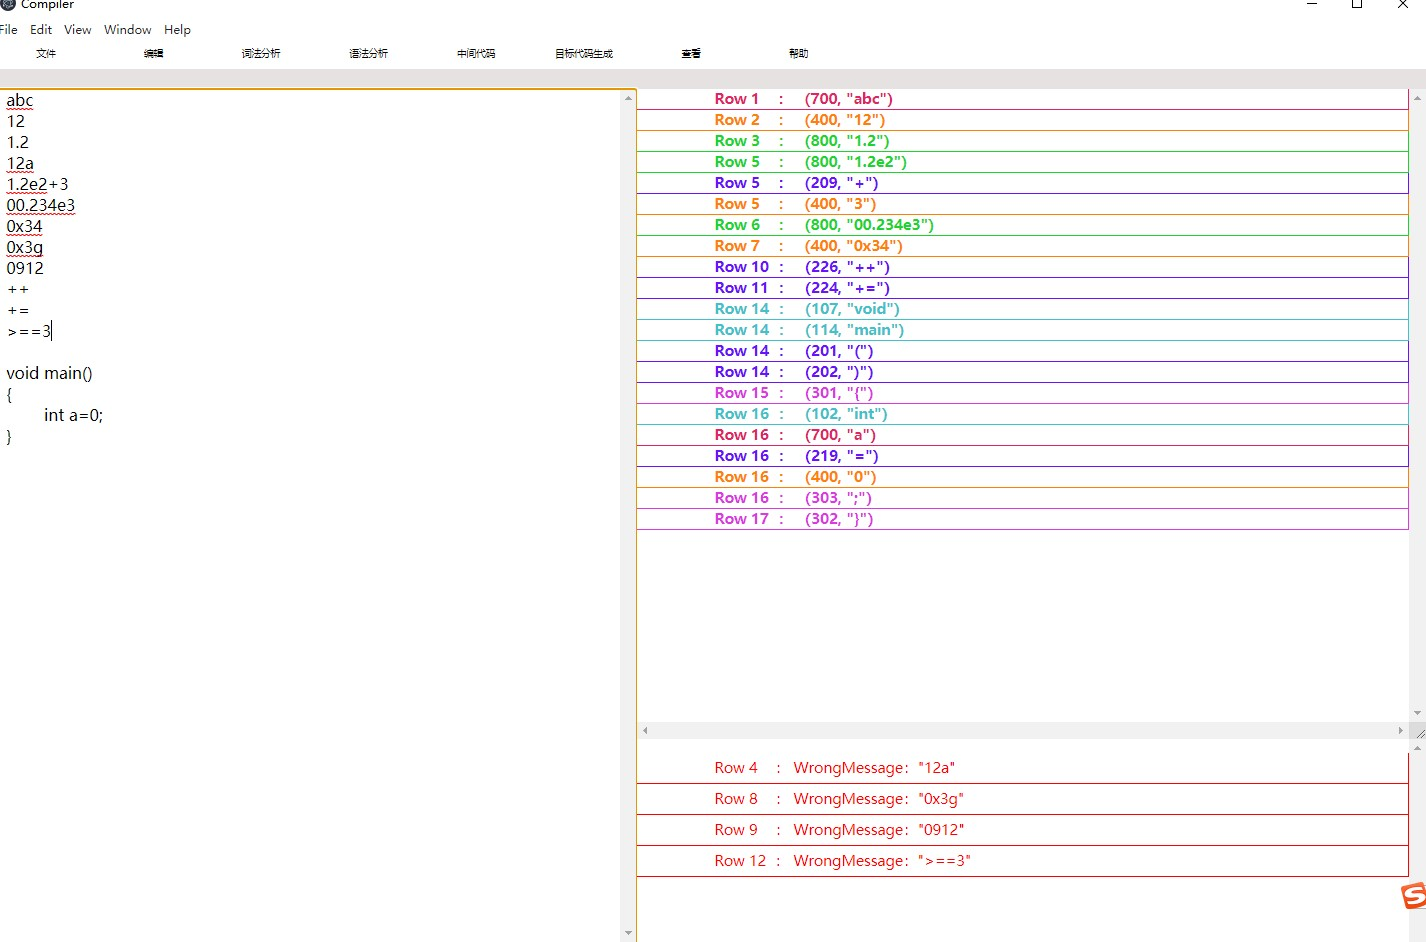 Compiler
File Edit View Window Help
文件 编辑 词法分析 语法分析 中间代码 目标代码生成 查看 帮助
abc
12
1.2
12a
1.2e2+3
00.234e3
0x34
0x3g
0912
++
+=
>==3
void main()
{
int a=0;
}
Row 1 : (700, "abc")
Row 2 : (400, "12")
Row 3 : (800, "1.2")
Row 5 : (800, "1.2e2")
Row 5 : (209, "+")
Row 5 : (400, "3")
Row 6 : (800, "00.234e3")
Row 7 : (400, "0x34")
Row 10 : (226, "++")
Row 11 : (224, "+=")
Row 14 : (107, "void")
Row 14 : (114, "main")
Row 14 : (201, "(")
Row 14 : (202, ")")
Row 15 : (301, "{")
Row 16 : (102, "int")
Row 16 : (700, "a")
Row 16 : (219, "=")
Row 16 : (400, "0")
Row 16 : (303, ";")
Row 17 : (302, "}")
Row 4 : WrongMessage："12a"
Row 8 : WrongMessage："0x3g"
Row 9 : WrongMessage："0912"
Row 12 : WrongMessage：">==3"